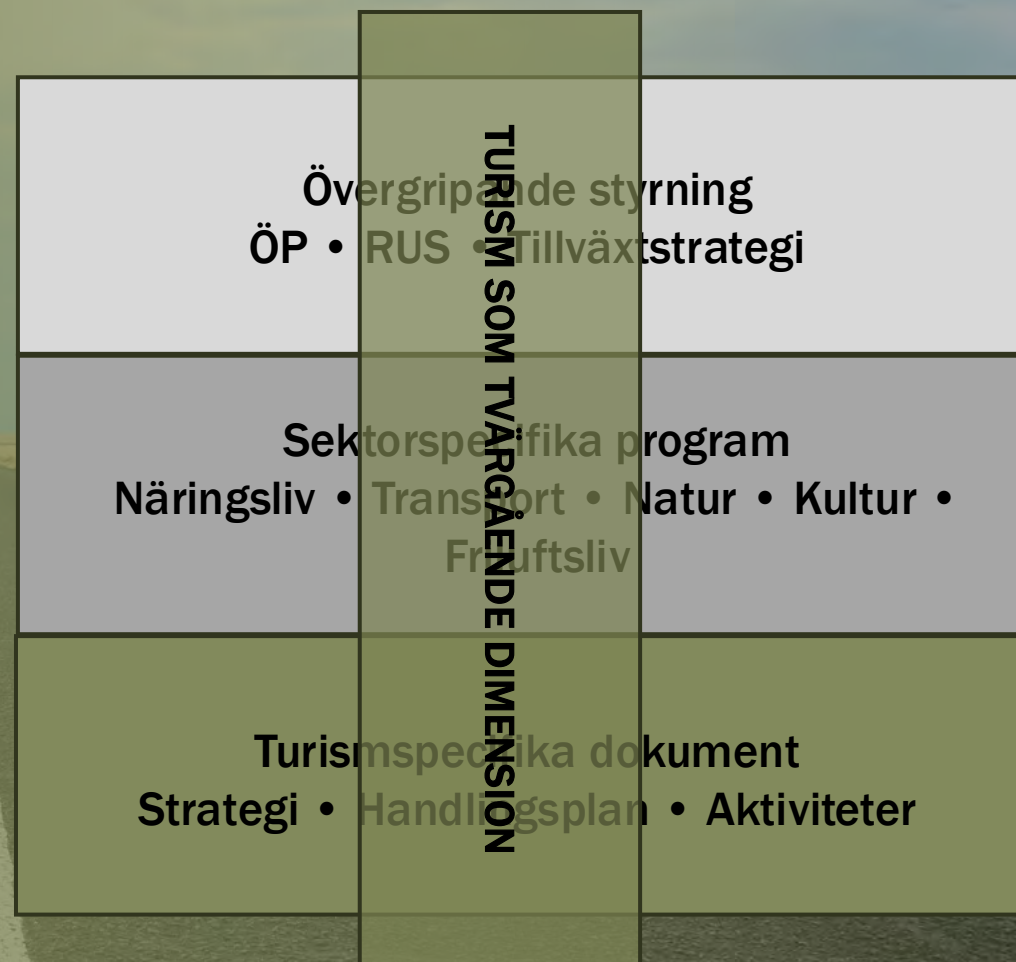 Övergripande styrning
ÖP • RUS • Tillväxtstrategi
Sektorspecifika program
Näringsliv • Transport • Natur • Kultur •
Friluftsliv
Turismspecifika dokument
Strategi • Handlingsplan • Aktiviteter
TURISM SOM TVÄRGÅENDE DIMENSION